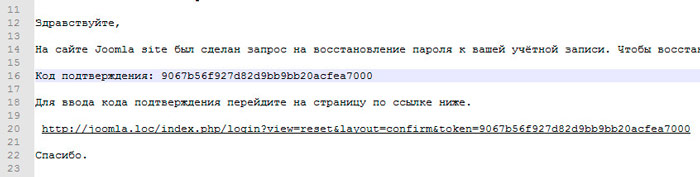 11
12 Здравствуйте,
13
14 На сайте Joomla site был сделан запрос на восстановление пароля к вашей учётной записи. Чтобы
15
16 Код подтверждения: 9067b56f927d82d9bb9bb20acfea7000
17
18 Для ввода кода подтверждения перейдите на страницу по ссылке ниже.
19
20 http://joomla.loc/index.php/login?view=reset&layout=confirm&token=9067b56f927d82d9bb9bb20acfea7000
21
22 Спасибо.
23